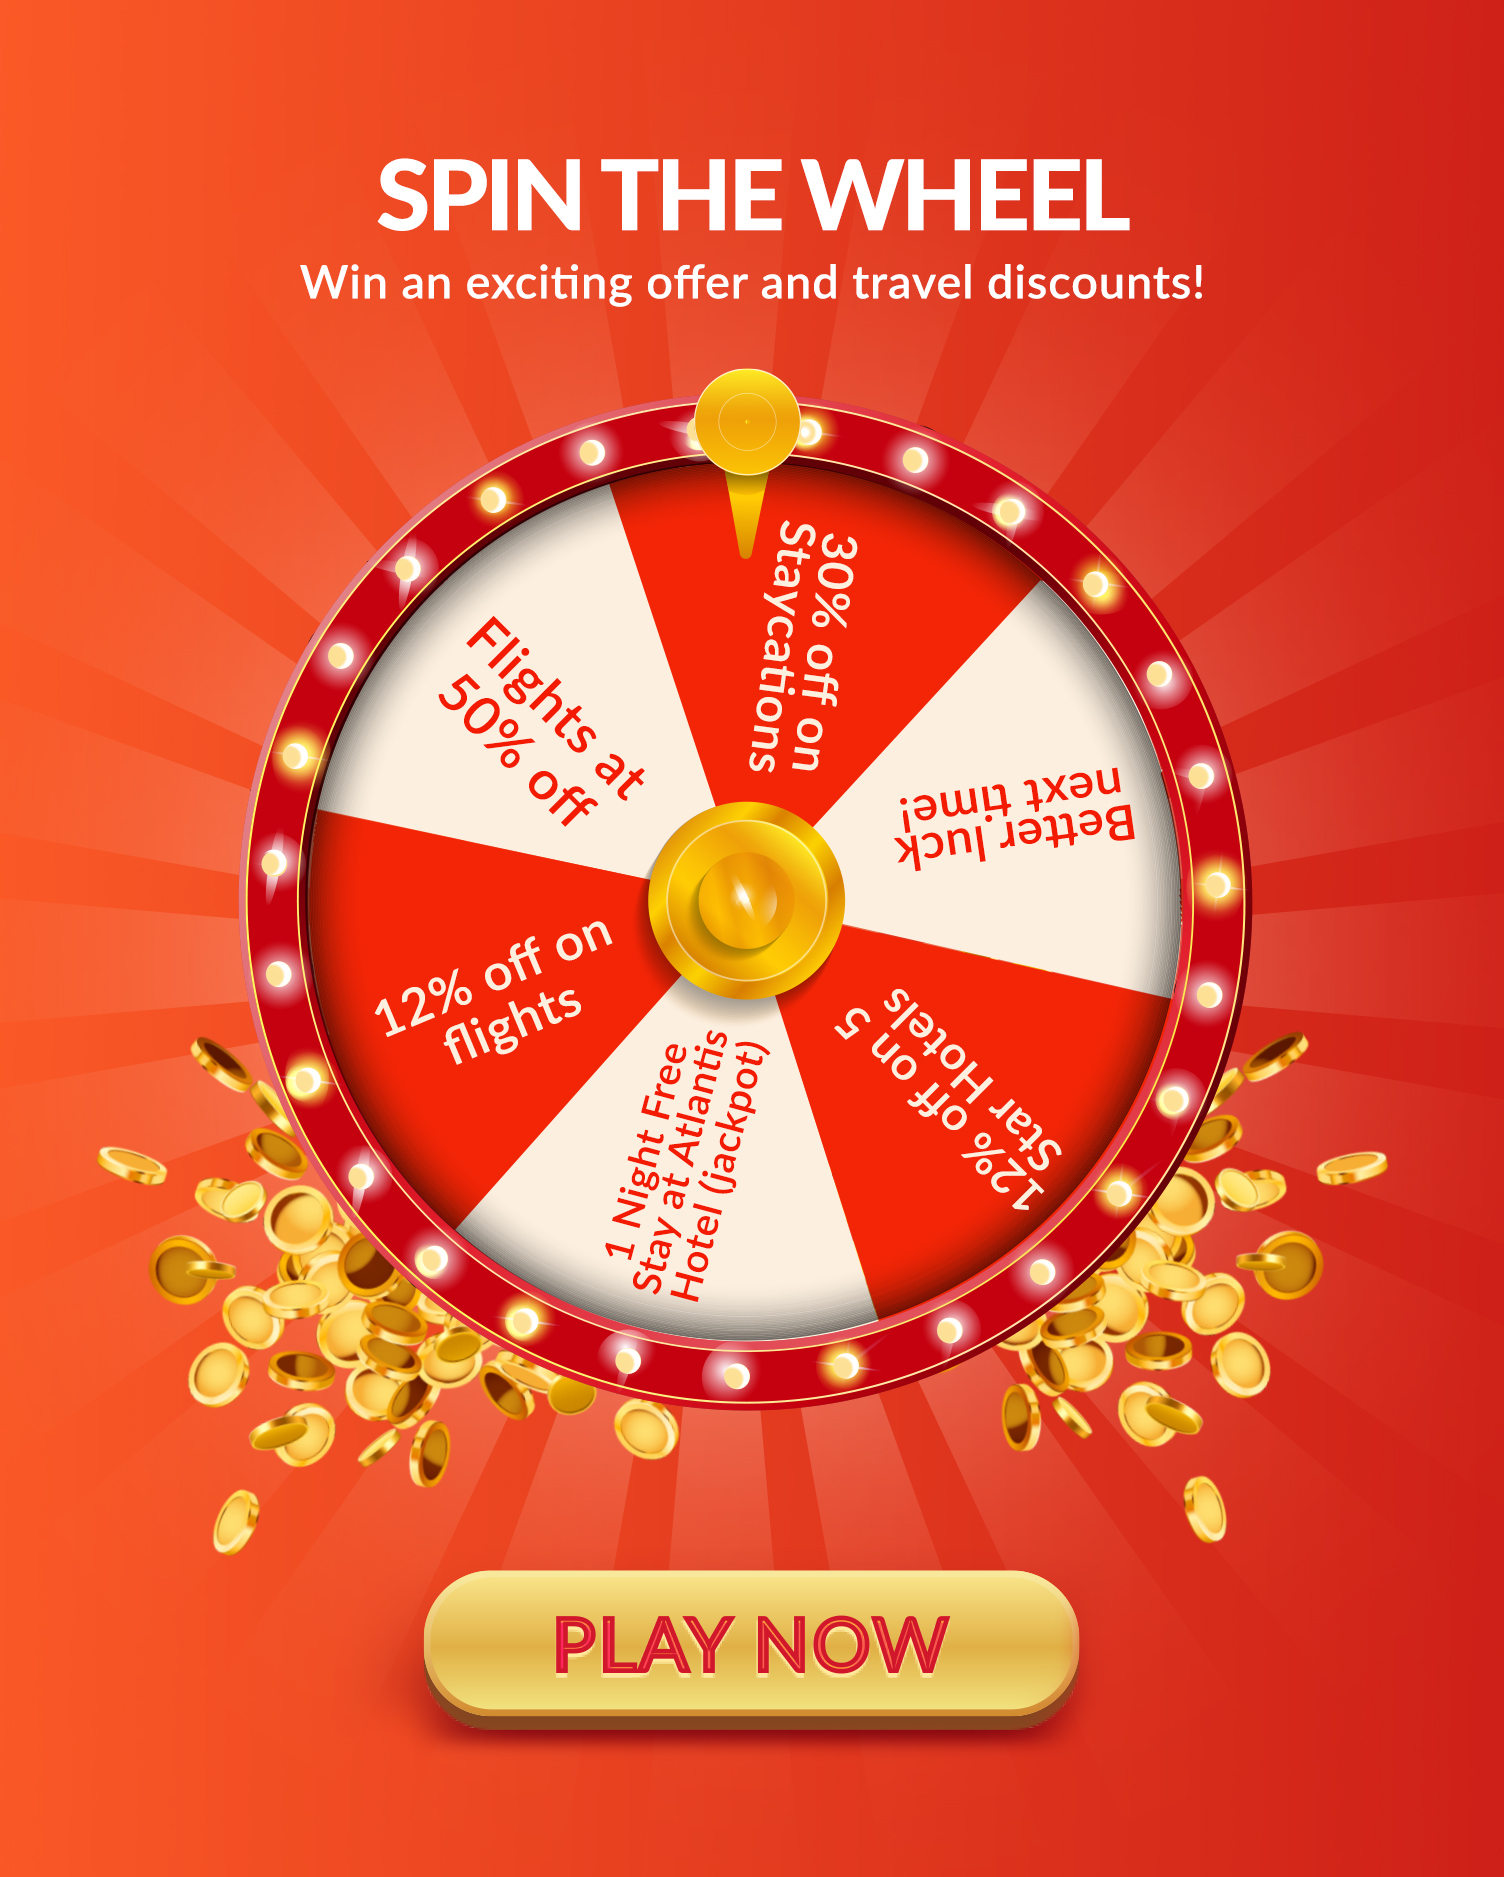 SPIN THE WHEEL
Win an exciting offer and travel discounts!
30% off on
Staycations
Better luck
next time!
12% off on 5
Star Hotels
1 Night Free
Stay at Atlantis
Hotel (jackpot)
12% off on
flights
Flights at
50% off
PLAY NOW